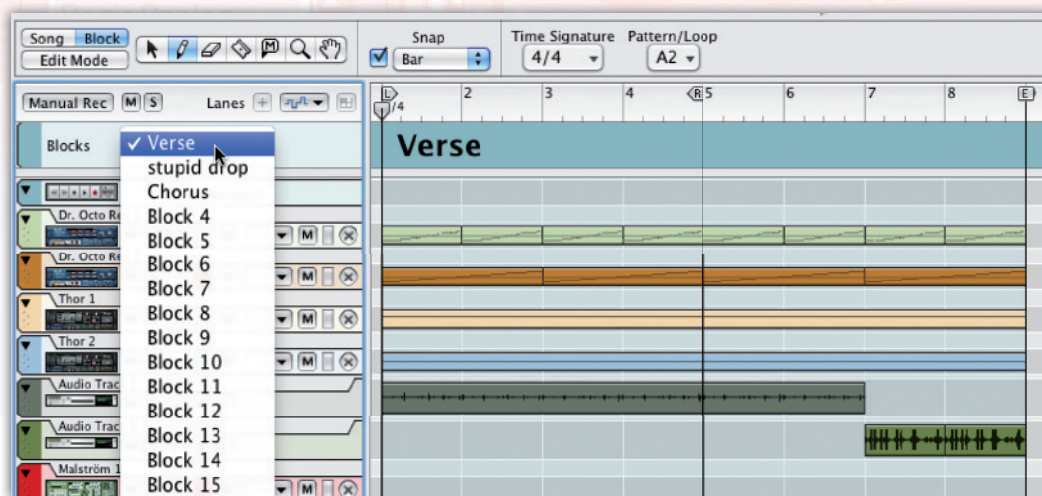 Song Block
Edit Mode
M
Snap
Bar
Time Signature
4/4
Pattern/Loop
A2
Manual Rec M S Lanes
L 2 3 4 R 5 6 7 8 E
/4
Blocks
Verse
Verse
stupid drop
Chorus
Block 4
Block 5
Block 6
Block 7
Block 8
Block 9
Block 10
Block 11
Block 12
Block 13
Block 14
Block 15
Dr. Octo Re
M
Dr. Octo Re
M
Thor 1
M
Thor 2
M
Audio Trac
Audio Trac
Malström 1
M